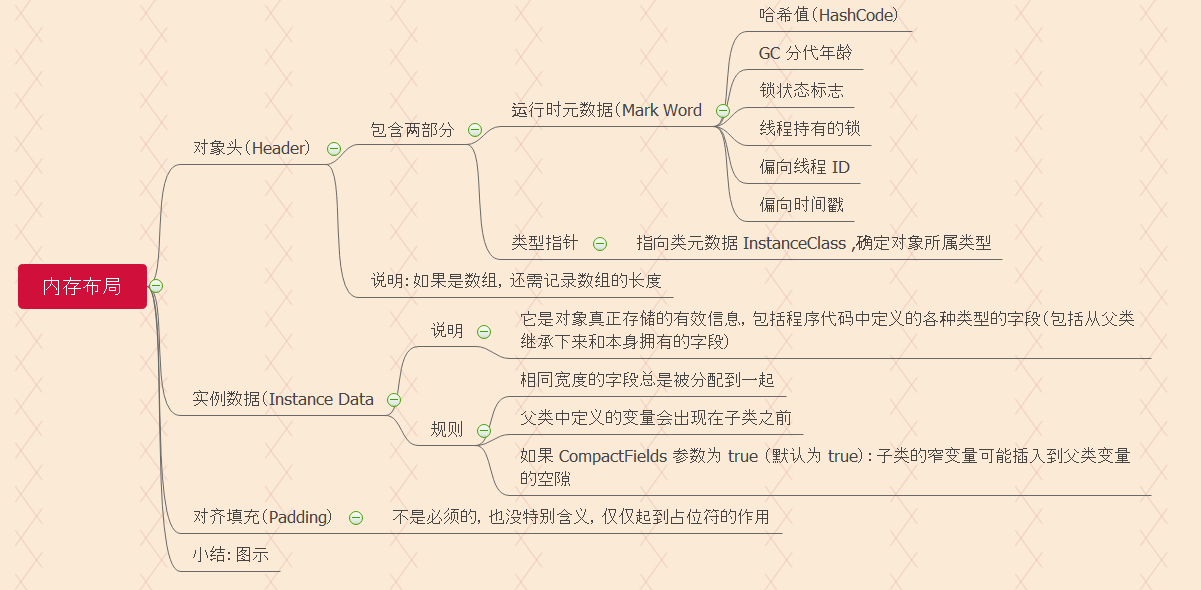 内存布局
对象头(Header)
包含两部分
运行时元数据(Mark Word
哈希值(HashCode)
GC 分代年龄
锁状态标志
线程持有的锁
偏向线程 ID
偏向时间戳
类型指针
指向类元数据 InstanceClass ,确定对象所属类型
说明: 如果是数组, 还需记录数组的长度
实例数据(Instance Data
说明
它是对象真正存储的有效信息, 包括程序代码中定义的各种类型的字段(包括从父类
继承下来和本身拥有的字段)
规则
相同宽度的字段总是被分配到一起
父类中定义的变量会出现在子类之前
如果 CompactFields 参数为 true (默认为 true) : 子类的窄变量可能插入到父类变量
的空隙
对齐填充(Padding)
不是必须的, 也没特别含义, 仅仅起到占位符的作用
小结: 图示